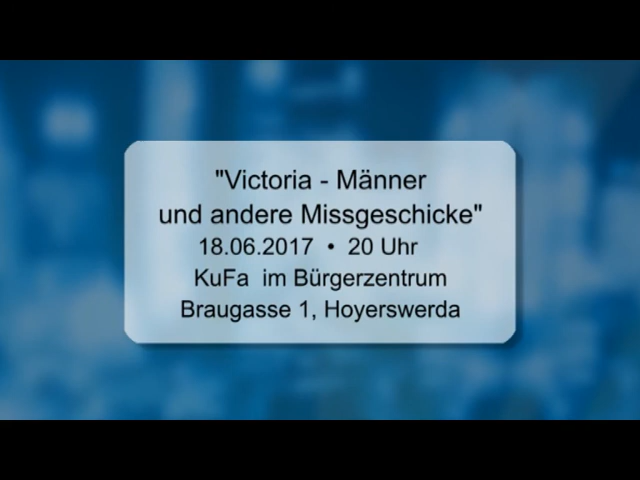 "Victoria - Männer
und andere Missgeschicke"
18.06.2017 • 20 Uhr
KuFa im Bürgerzentrum
Braugasse 1, Hoyerswerda